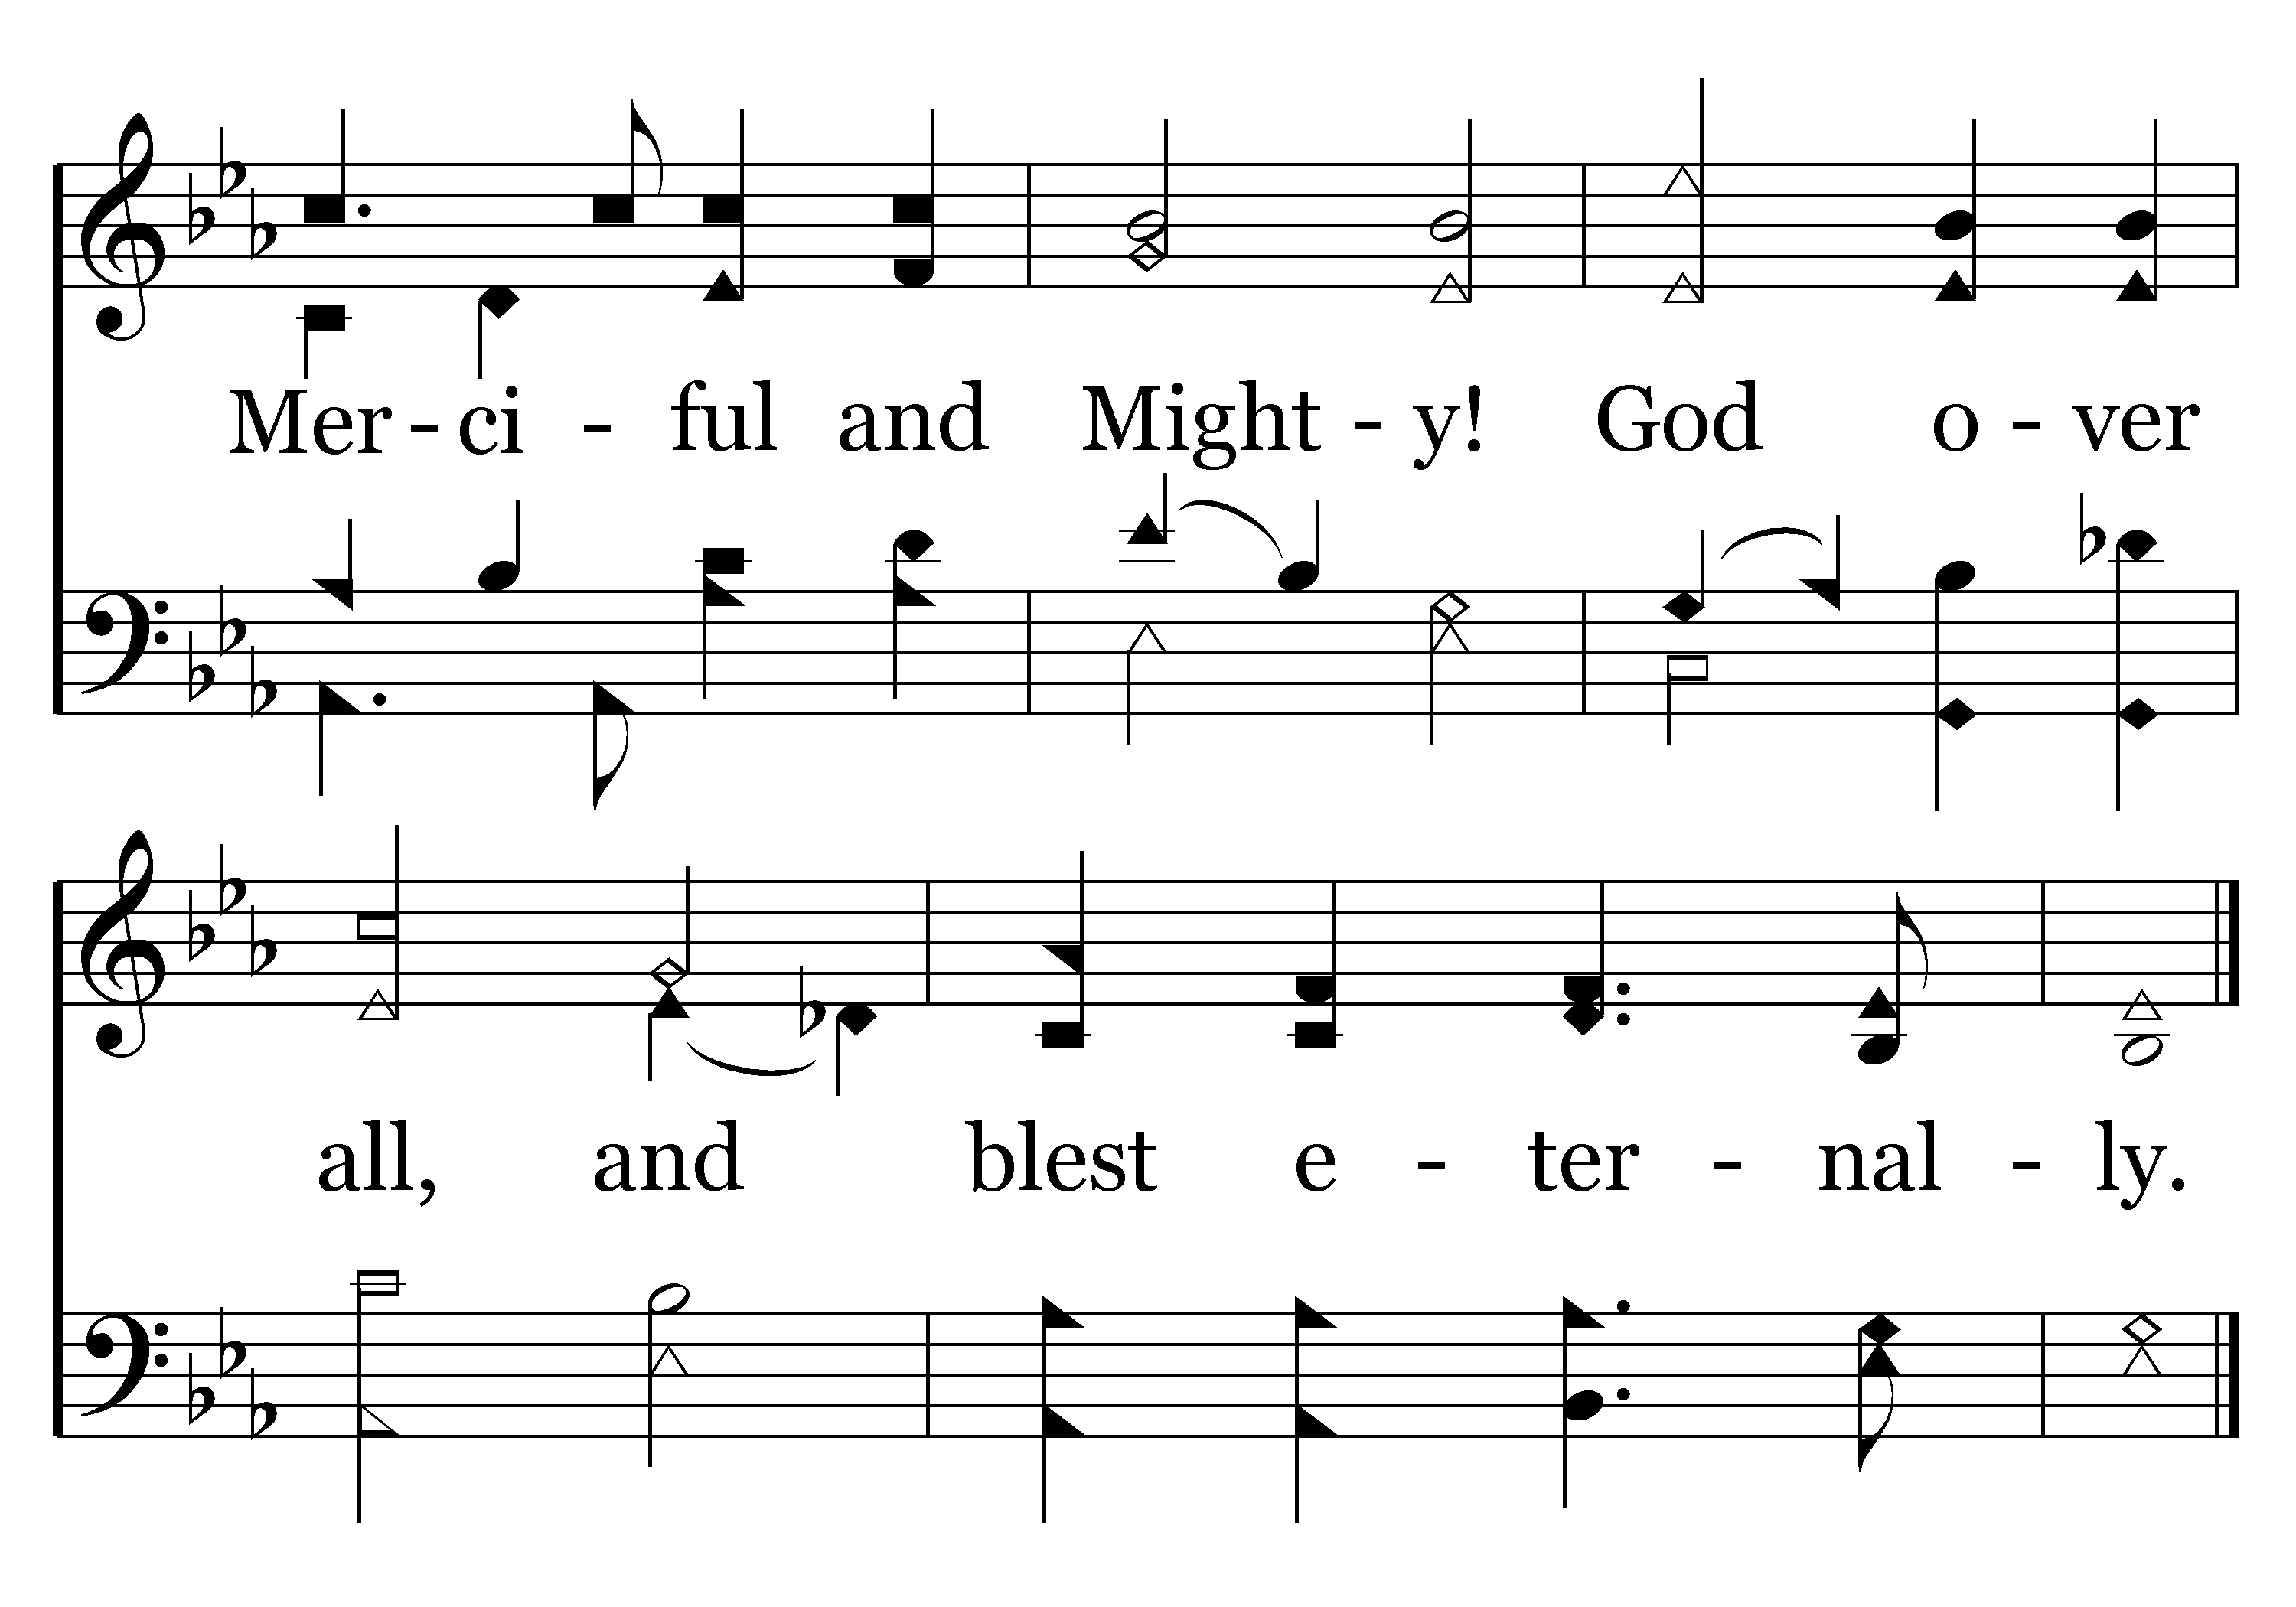 Mer - ci - ful and Might - y! God o - ver
all, and blest e - ter - nal - ly.